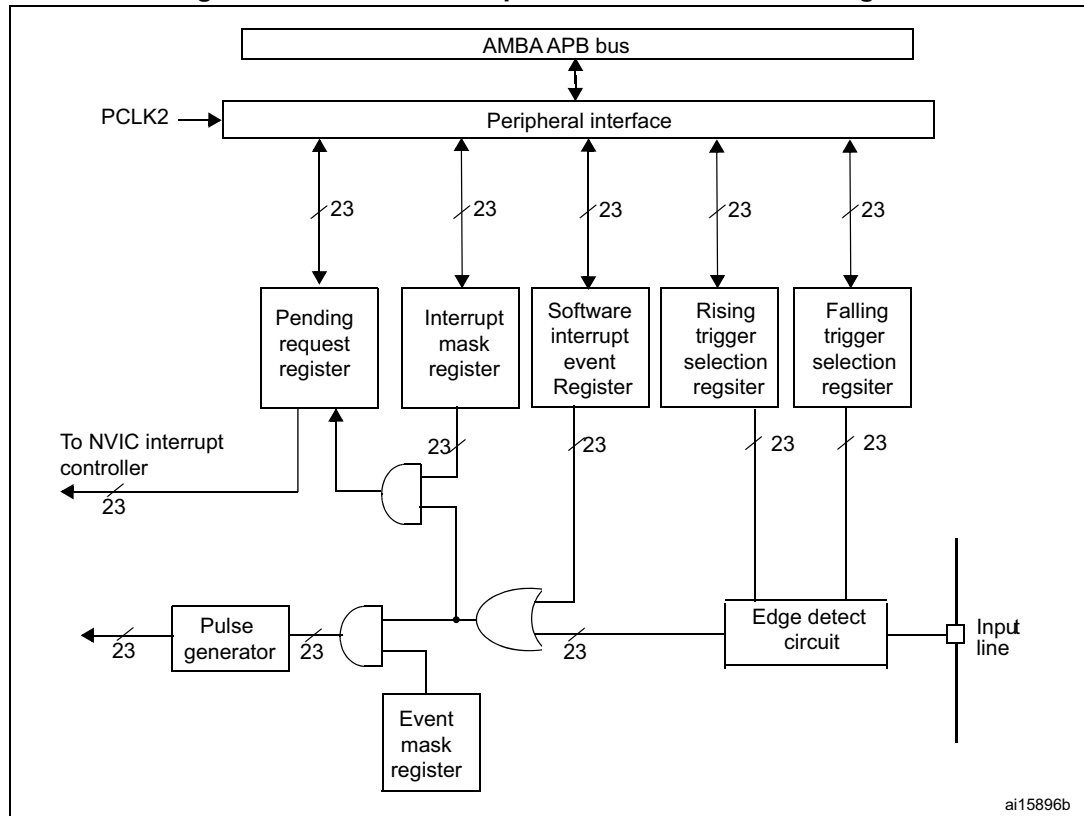 AMBA APB bus
PCLK2
Peripheral interface
23
23
23
23
23
Pending
request
register
Interrupt
mask
register
Software
interrupt
event
Register
Rising
trigger
selection
regsiter
Falling
trigger
selection
regsiter
To NVIC interrupt
controller
23
23
23
23
23
Pulse
generator
23
23
23
Edge detect
circuit
Input
line
Event
mask
register
ai15896b